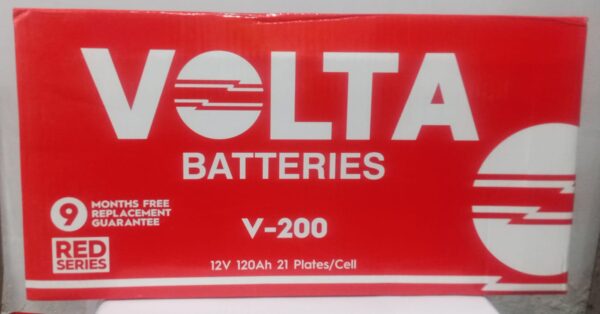 VOLTA
BATTERIES
9 MONTHS FREE
REPLACEMENT
GUARANTEE
V-200
RED
SERIES
12V 120Ah 21 Plates/Cell